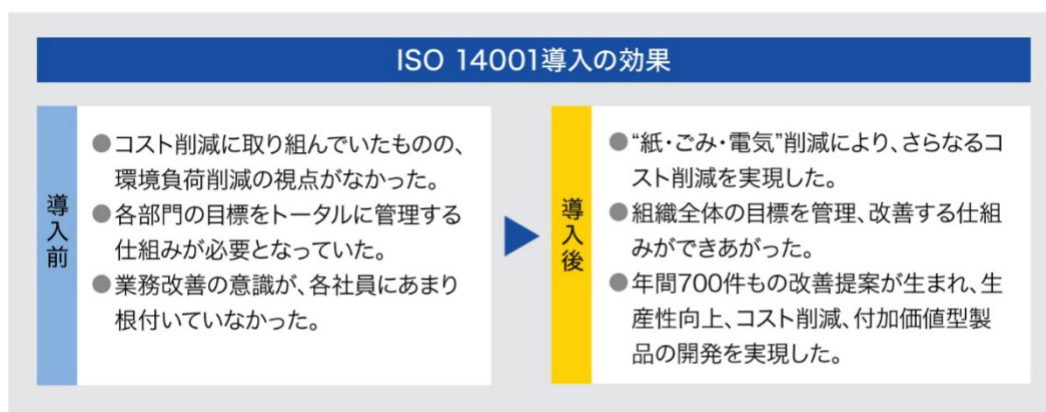 ISO 14001導入の効果
導入前
●コスト削減に取り組んでいたものの、
環境負荷削減の視点がなかった。
●各部門の目標をトータルに管理する
仕組みが必要となっていた。
●業務改善の意識が、各社員にあまり
根付いていなかった。
導入後
●“紙・ごみ・電気”削減により、さらなるコ
スト削減を実現した。
●組織全体の目標を管理、改善する仕組
みができあがった。
●年間700件もの改善提案が生まれ、生
産性向上、コスト削減、付加価値型製
品の開発を実現した。